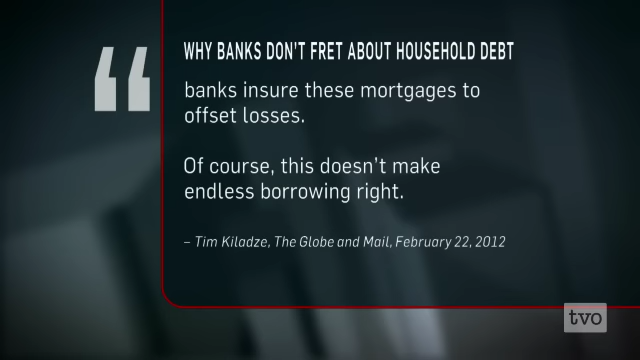 “
WHY BANKS DON'T FRET ABOUT HOUSEHOLD DEBT
banks insure these mortgages to
offset losses.
Of course, this doesn't make
endless borrowing right.
– Tim Kiladze, The Globe and Mail, February 22, 2012
tvo